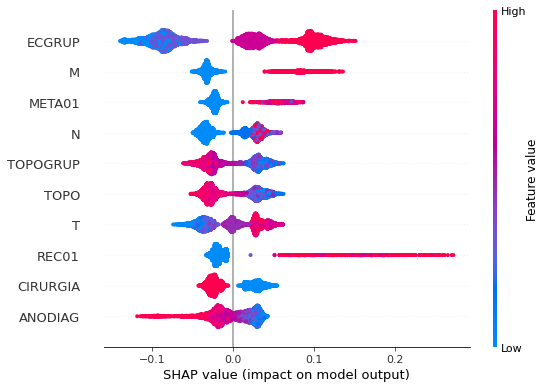 High
ECGRUP
M
META01
N
TOPOGRUP
TOPO
T
REC01
CIRURGIA
ANODIAG
Feature value
Low
−0.1 0.0 0.1 0.2
SHAP value (impact on model output)